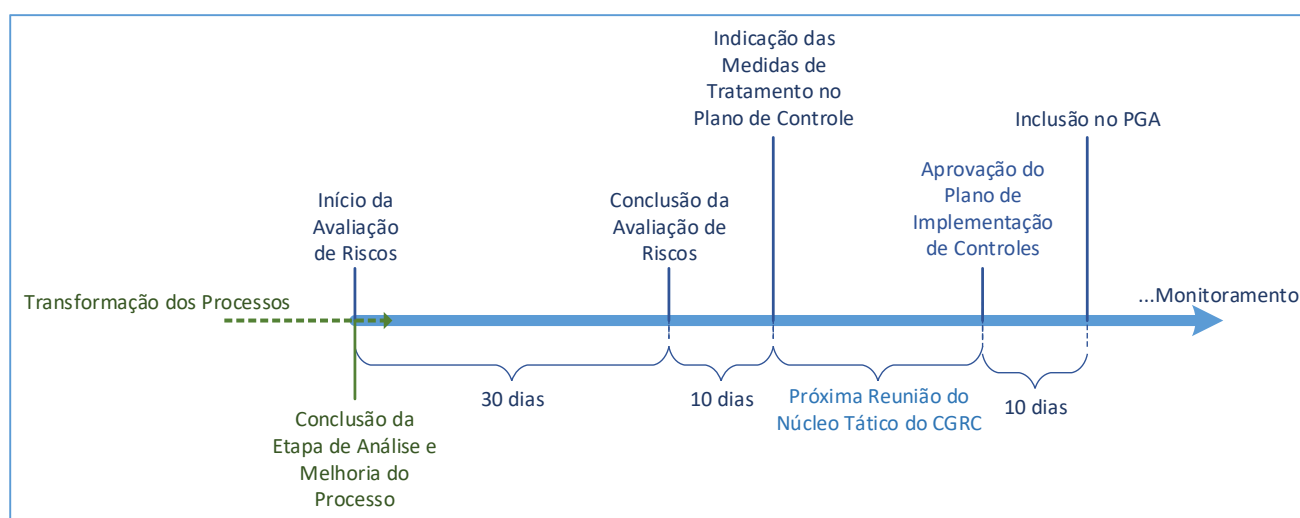 Indicação das
Medidas de
Tratamento no
Plano de Controle
Inclusão no PGA
Aprovação do
Plano de
Implementação
de Controles
Início da
Avaliação
de Riscos
Conclusão da
Avaliação de
Riscos
Transformação dos Processos
...Monitoramento
30 dias
10 dias
Próxima Reunião do
Núcleo Tático do CGRC
10 dias
Conclusão da
Etapa de Análise e
Melhoria do
Processo